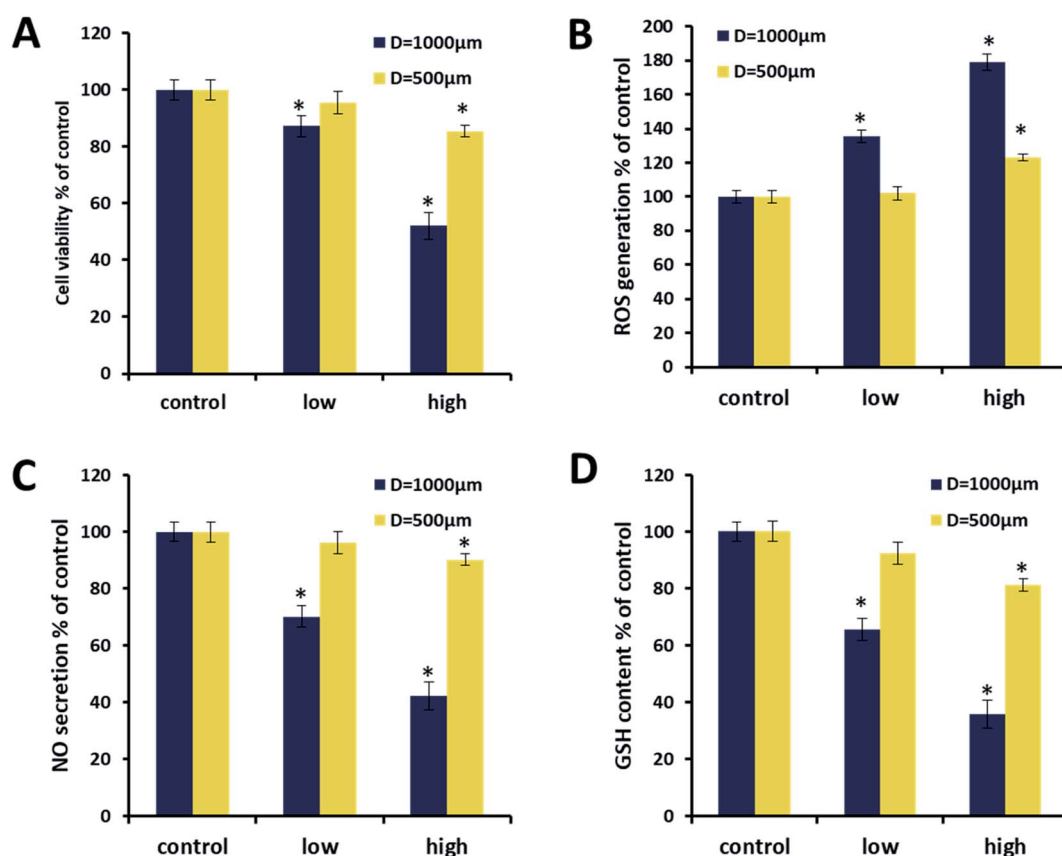 A
Cell viability % of control
120
100
80
60
40
20
0
D=1000μm
D=500μm
*
*
*
control low high
B
ROS generation % of control
200
180
160
140
120
100
80
60
40
20
0
D=1000μm
D=500μm
*
*
*
control low high
C
NO secretion % of control
120
100
80
60
40
20
0
D=1000μm
D=500μm
*
*
*
control low high
D
GSH content % of control
120
100
80
60
40
20
0
D=1000μm
D=500μm
*
*
*
control low high